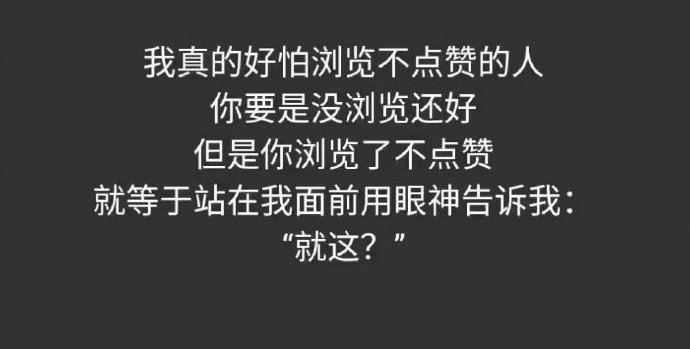 我真的好怕浏览不点赞的人
你要是没浏览还好
但是你浏览了不点赞
就等于站在我面前用眼神告诉我：
“就这？”